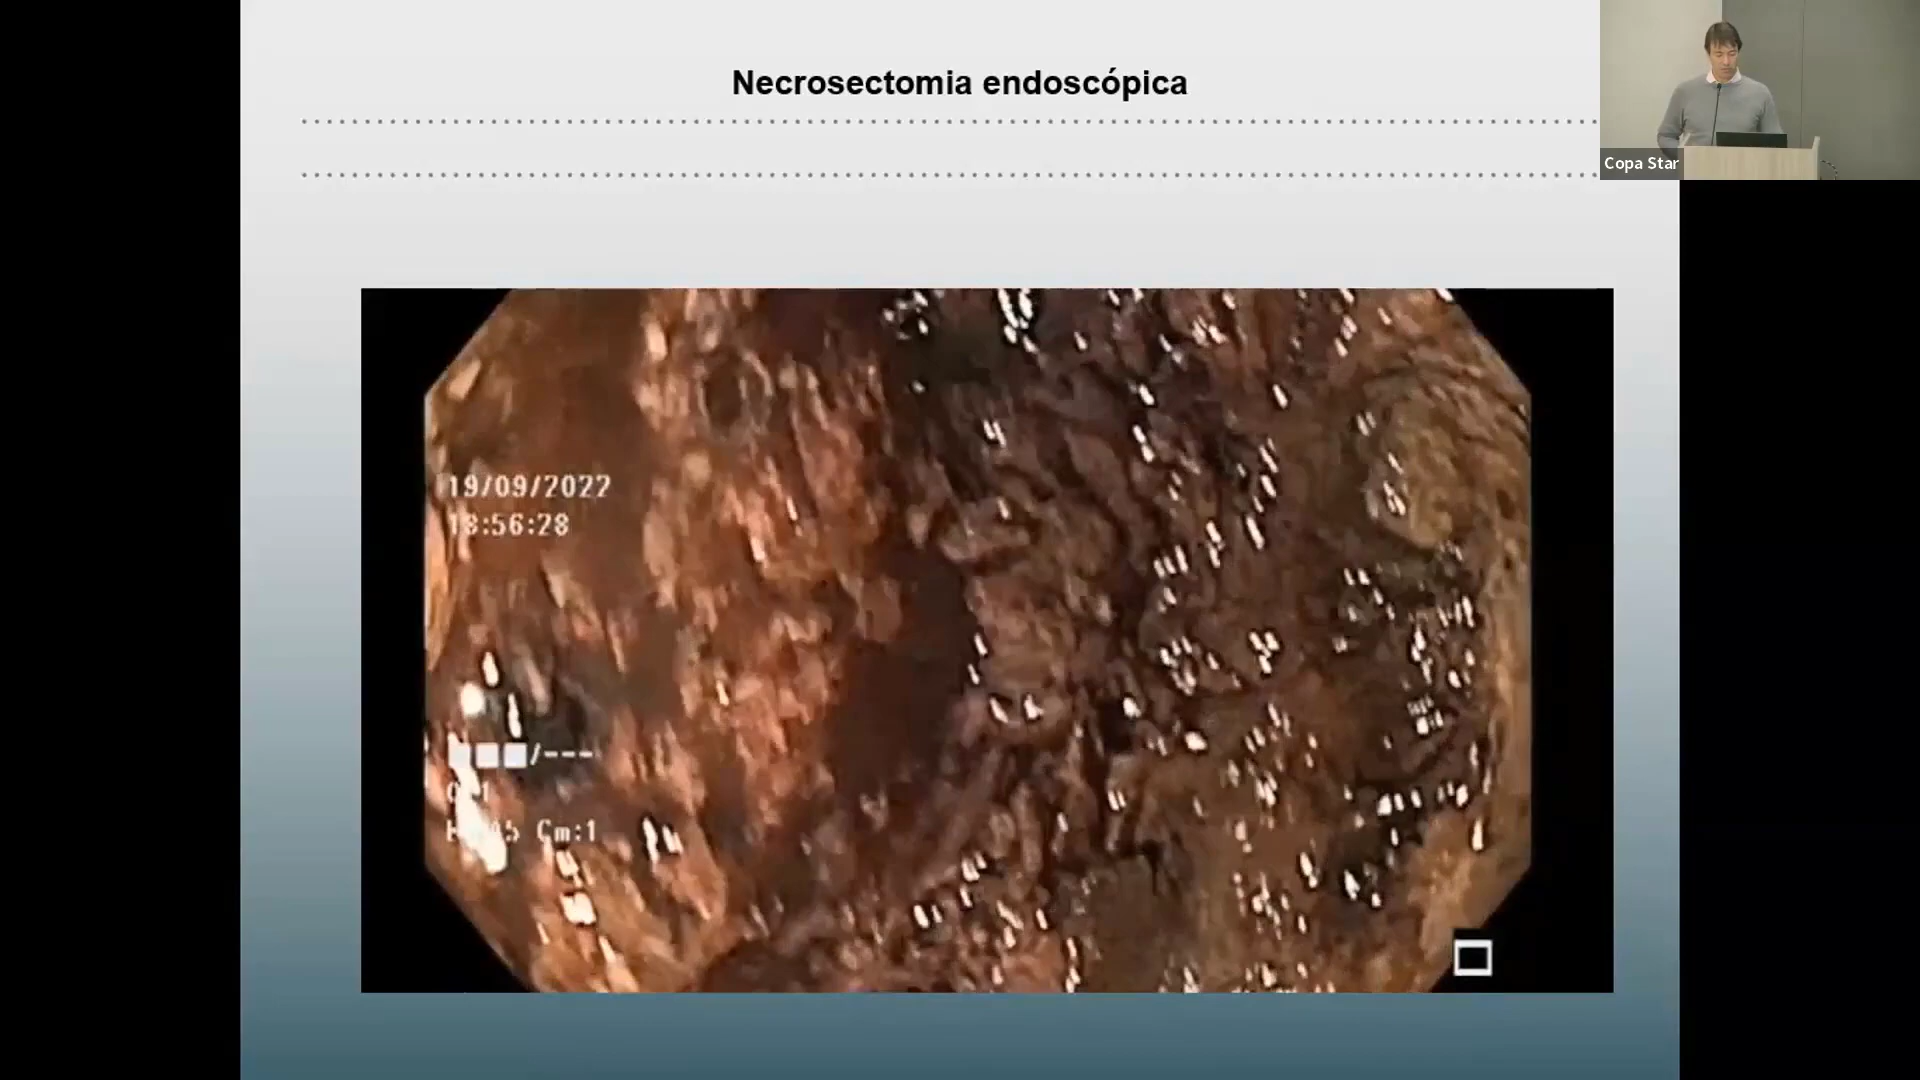 Necrosectomia endoscópica
Copa Star
19/09/2022
18:56:28
/---
Cm:1